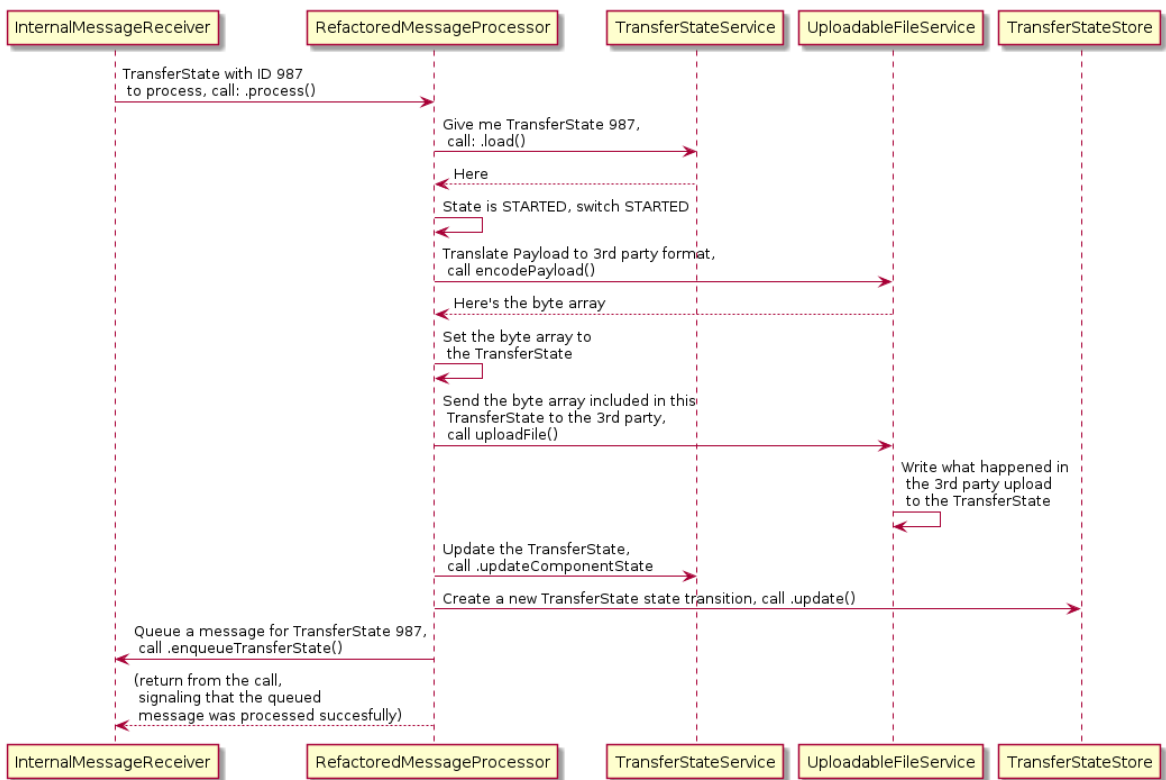 InternalMessageReceiver
RefactoredMessageProcessor
TransferStateService
UploadableFileService
TransferStateStore
TransferState with ID 987
to process, call: .process()
Give me TransferState 987,
call: .load()
Here
State is STARTED, switch STARTED
Translate Payload to 3rd party format,
call encodePayload()
Here's the byte array
Set the byte array to
the TransferState
Send the byte array included in this
TransferState to the 3rd party,
call uploadFile()
Write what happened in
the 3rd party upload
to the TransferState
Update the TransferState,
call .updateComponentState
Create a new TransferState state transition, call .update()
Queue a message for TransferState 987,
call .enqueueTransferState()
(return from the call,
signaling that the queued
message was processed succesfully)
InternalMessageReceiver
RefactoredMessageProcessor
TransferStateService
UploadableFileService
TransferStateStore